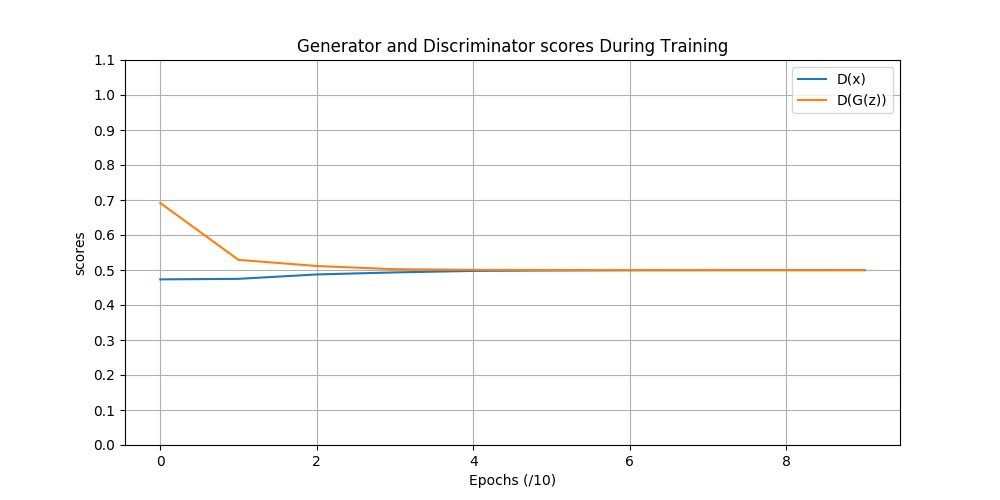 Generator and Discriminator scores During Training
D(x)
D(G(z))
scores
1.1
1.0
0.9
0.8
0.7
0.6
0.5
0.4
0.3
0.2
0.1
0.0
0 2 4 6 8
Epochs (/10)